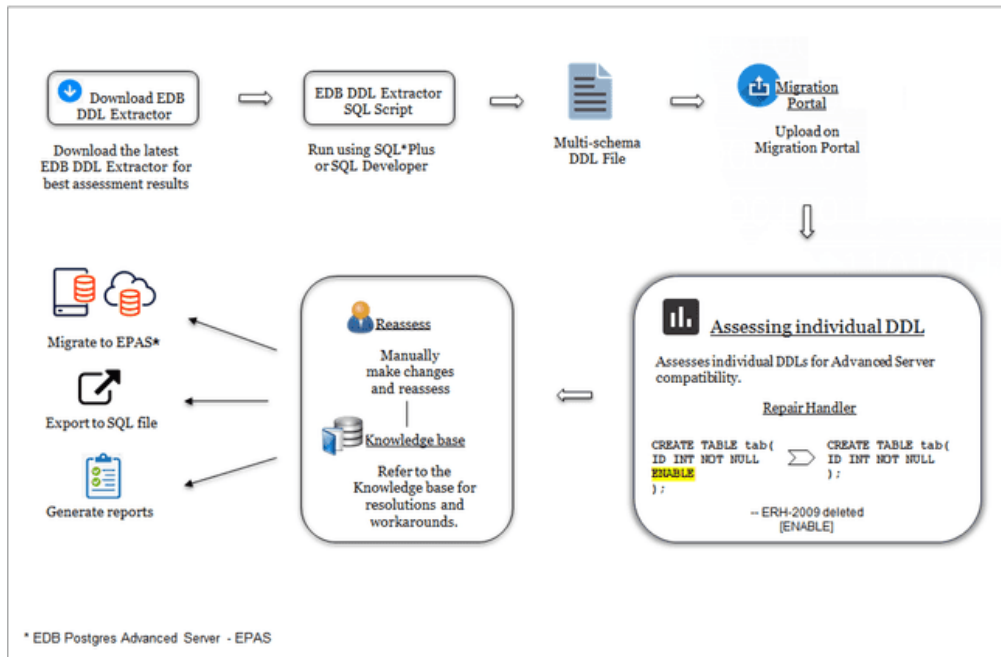 Download EDB
DDL Extractor
Download the latest
EDB DDL Extractor for
best assessment results
EDB DDL Extractor
SQL Script
Run using SQL*Plus
or SQL Developer
Multi-schema
DDL File
Migration
Portal
Upload on
Migration Portal
Assessing individual DDL
Assesses individual DDLs for Advanced Server
compatibility.
Repair Handler
CREATE TABLE tab(
ID INT NOT NULL
ENABLE
);
CREATE TABLE tab(
ID INT NOT NULL
);
-- ERH-2009 deleted
[ENABLE]
Reassess
Manually
make changes
and reassess
Knowledge base
Refer to the
Knowledge base for
resolutions and
workarounds.
Migrate to EPAS*
Export to SQL file
Generate reports
* EDB Postgres Advanced Server - EPAS